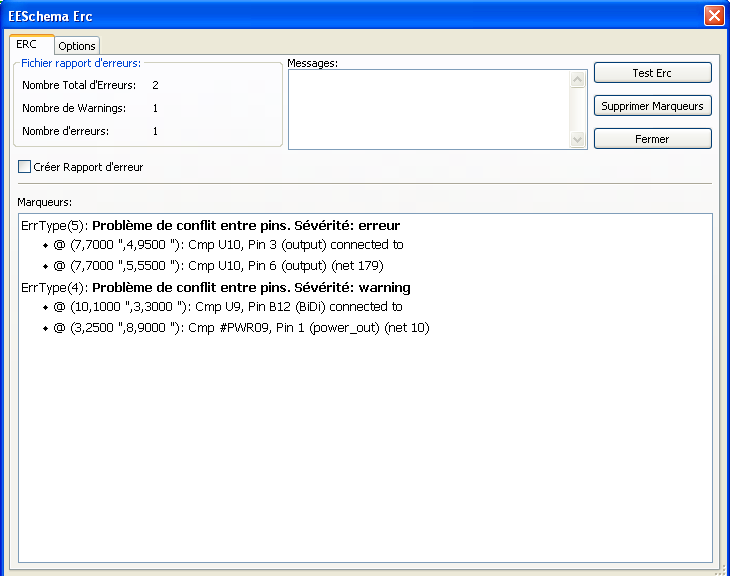 EESchema Erc
ERC
Options
Fichier rapport d'erreurs:
Nombre Total d'Erreurs: 2
Nombre de Warnings: 1
Nombre d'erreurs: 1
Messages:
Test Erc
Supprimer Marqueurs
Fermer
Créer Rapport d'erreur
Marqueurs:
ErrType(5): Problème de conflit entre pins. Sévérité: erreur
• @ (7,7000 ",4,9500 "): Cmp U10, Pin 3 (output) connected to
• @ (7,7000 ",5,5500 "): Cmp U10, Pin 6 (output) (net 179)
ErrType(4): Problème de conflit entre pins. Sévérité: warning
• @ (10,1000 ",3,3000 "): Cmp U9, Pin B12 (BiDi) connected to
• @ (3,2500 ",8,9000 "): Cmp #PWR09, Pin 1 (power_out) (net 10)